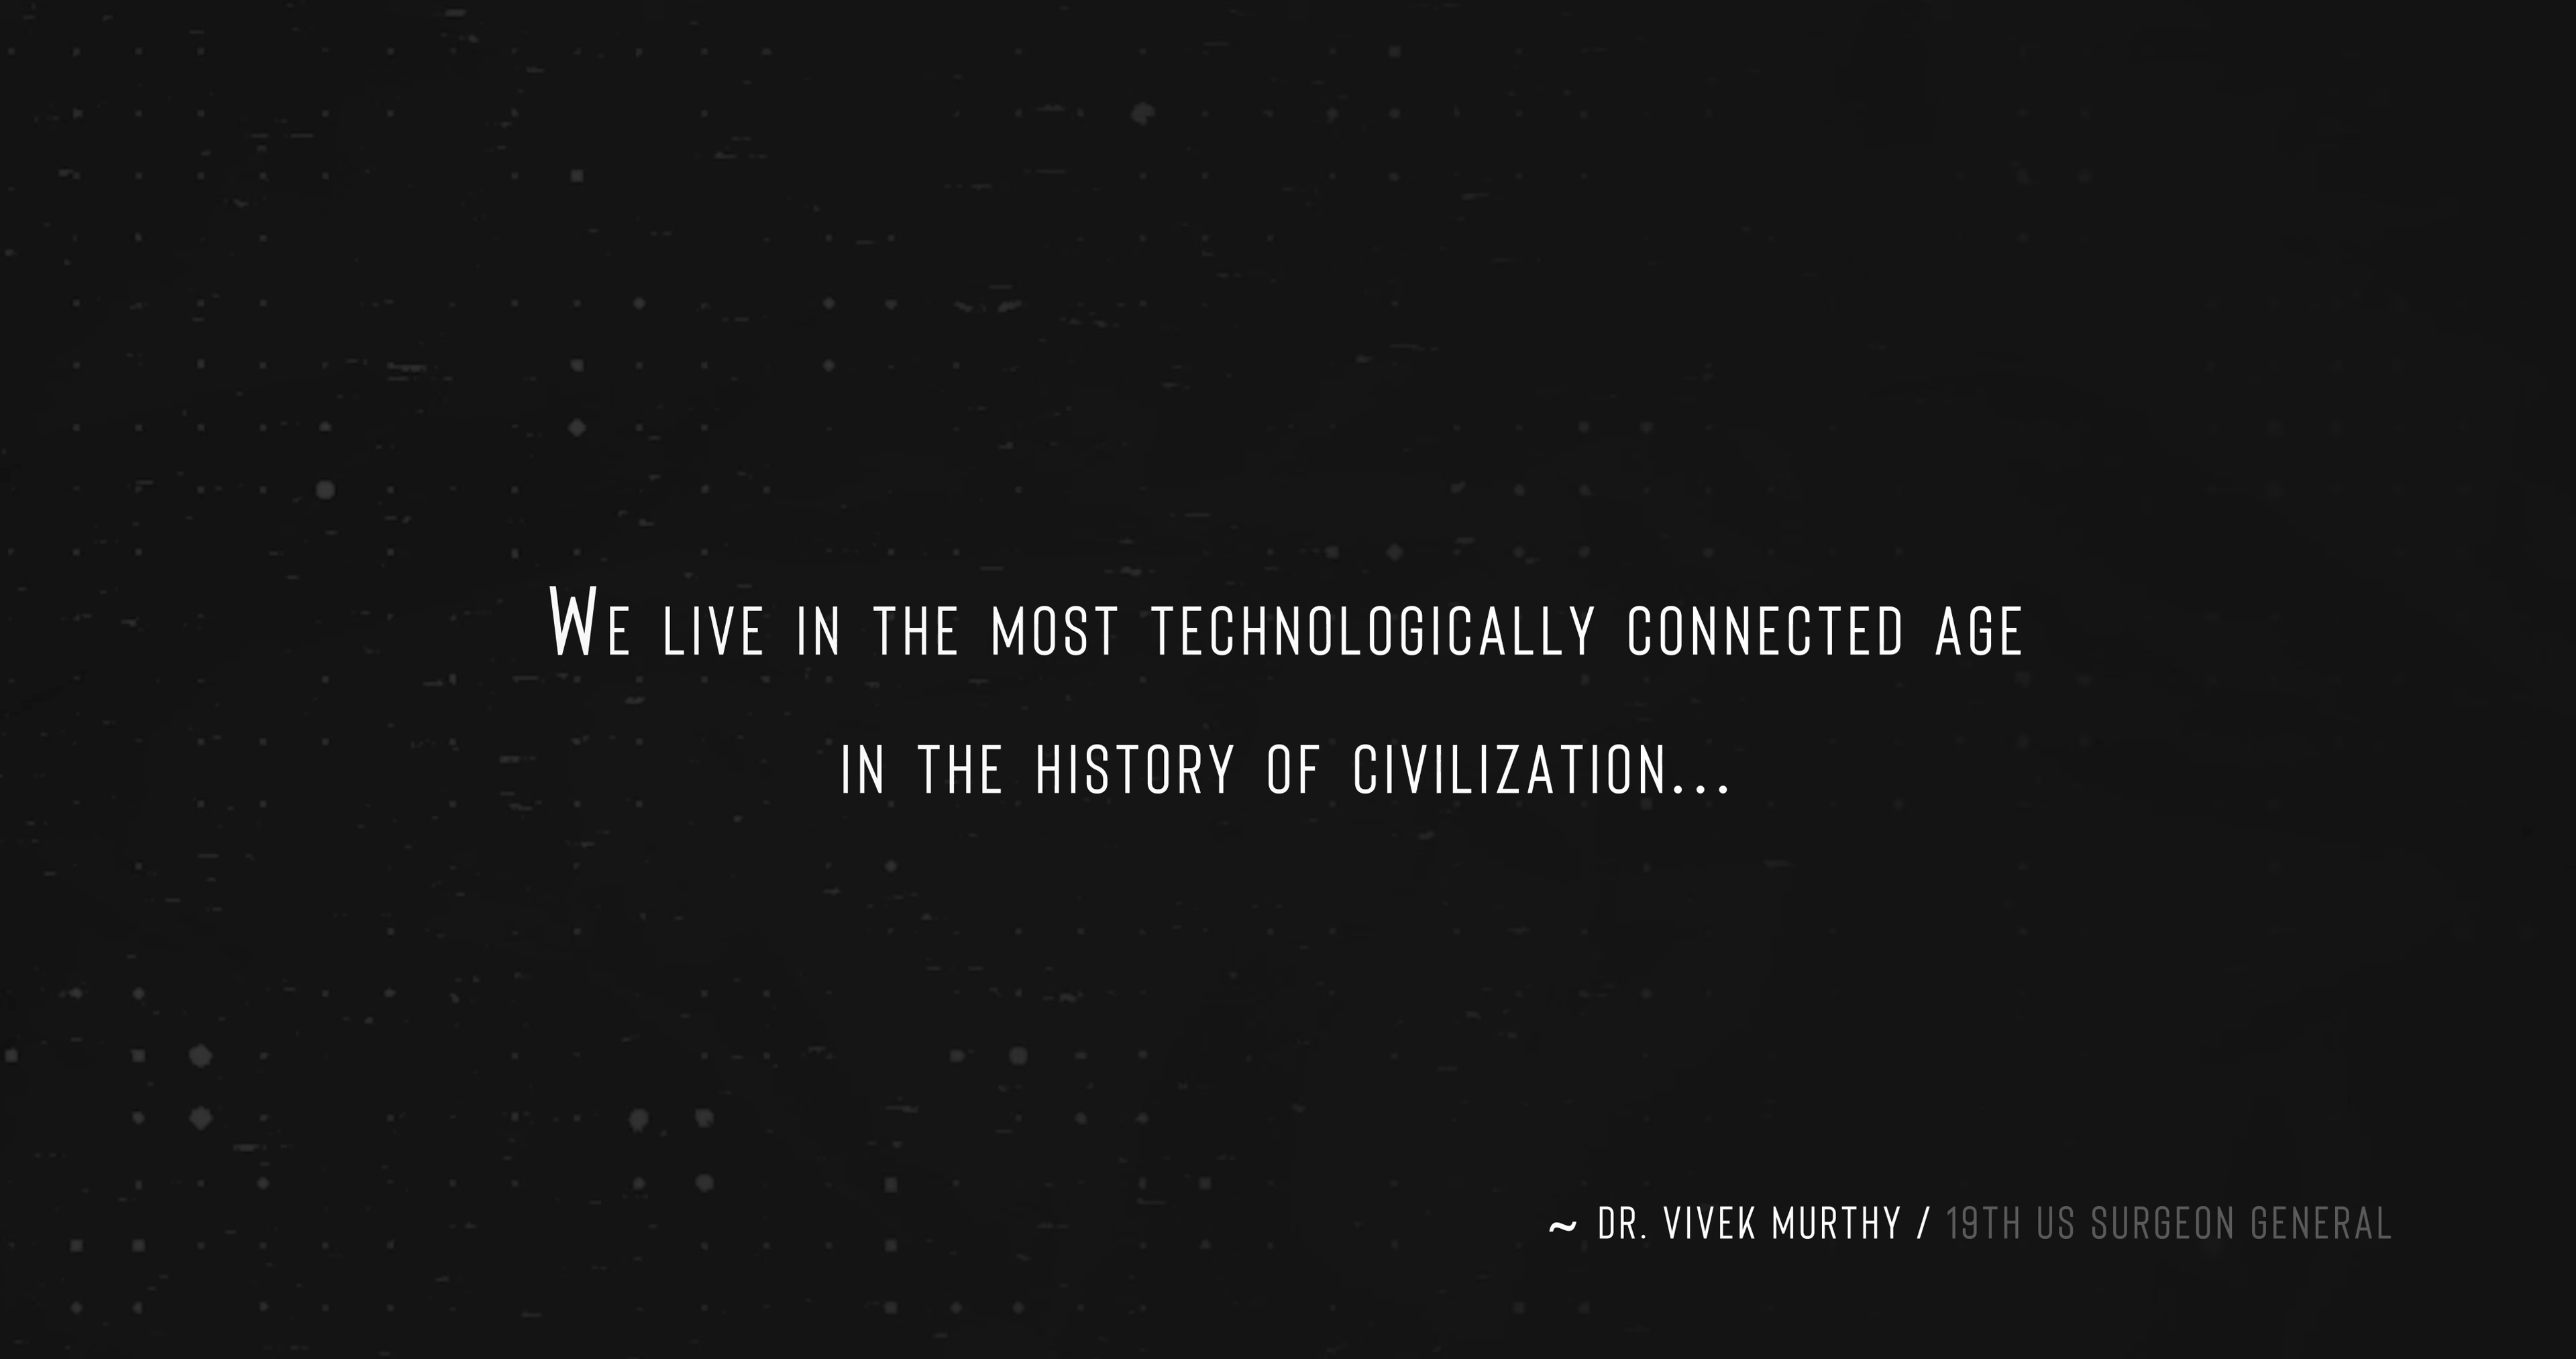 We live in the most technologically connected age
in the history of civilization...
~ DR. VIVEK MURTHY / 19TH US SURGEON GENERAL